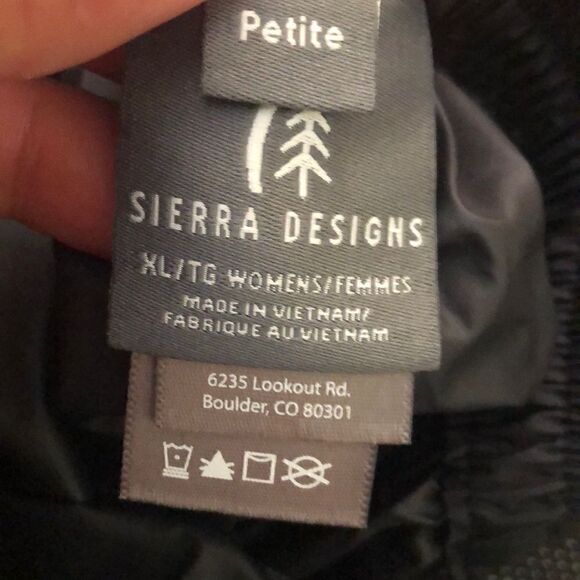 Petite
SIERRA DESIGNS
XL/TG WOMENS/FEMMES
MADE IN VIETNAM/
FABRIQUE AU VIETNAM
6235 Lookout Rd.
Boulder, CO 80301